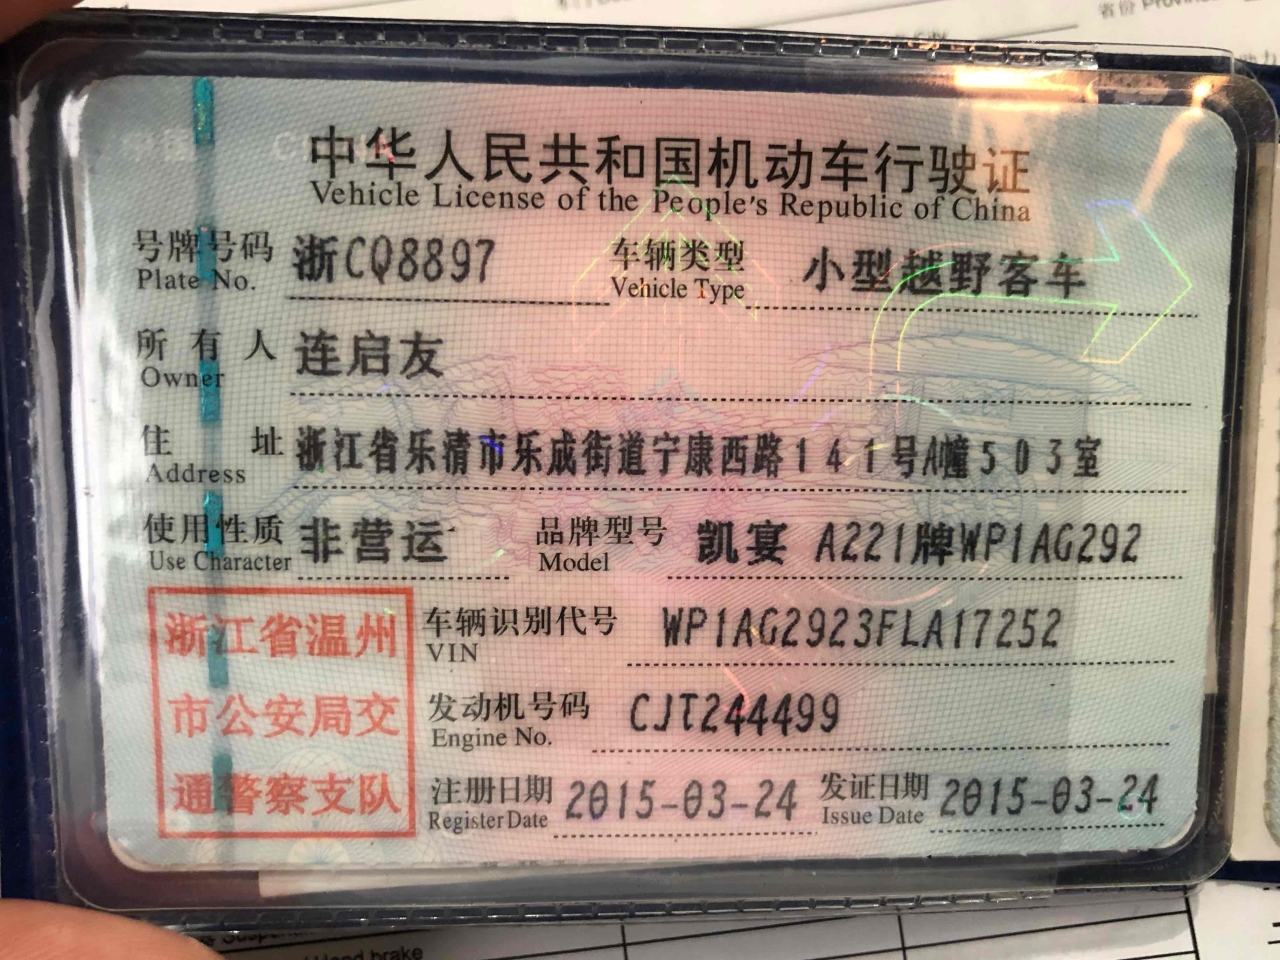 省份 Province
City
中华人民共和国机动车行驶证
Vehicle License of the People's Republic of China
号牌号码 浙CQ8897 车辆类型 小型越野客车
Plate No. Vehicle Type
所有人 连启友
Owner
住址 浙江省乐清市乐成街道宁康西路141号A幢503室
Address
使用性质 非营运 品牌型号 凯宴 A221牌WP1AG292
Use Character Model
浙江省温州
市公安局交
通警察支队
车辆识别代号 WP1AG2923FLA17252
VIN
发动机号码 CJT244499
Engine No.
注册日期 2015-03-24 发证日期 2015-03-24
Register Date Issue Date
Hand brake